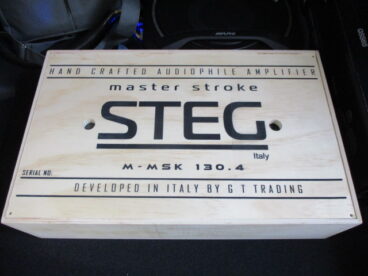 HAND CRAFTED AUDIOPHILE AMPLIFIER
master stroke
STEG
Italy
M-MSK 130.4
SERIAL NO.
DEVELOPED IN ITALY BY G T TRADING